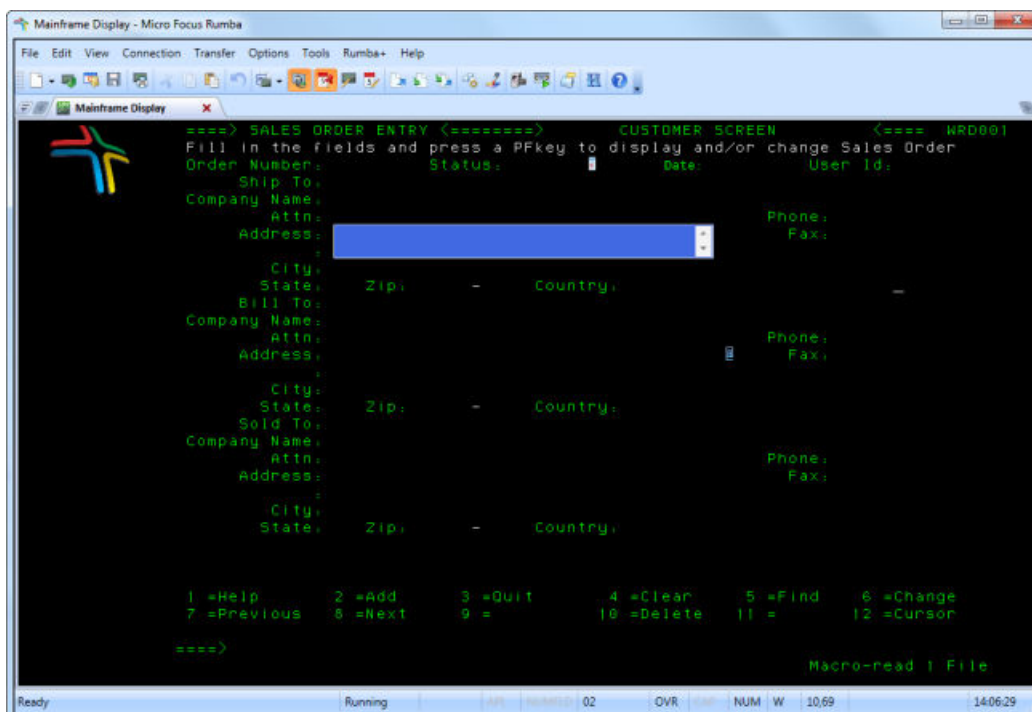 Mainframe Display - Micro Focus Rumba
File Edit View Connection Transfer Options Tools Rumba+ Help
Mainframe Display
====> SALES ORDER ENTRY <========> CUSTOMER SCREEN <==== WRD001
Fill in the fields and press a PFkey to display and/or change Sales Order
Order Number: Status: Date: User Id:
Ship To:
Company Name:
Attn: Phone:
Address: Fax:
:
City:
State: Zip: - Country: _
Bill To:
Company Name:
Attn: Phone:
Address: Fax:
:
City:
State: Zip: - Country:
Sold To:
Company Name:
Attn: Phone:
Address: Fax:
:
City:
State: Zip: - Country:
1 =Help 2 =Add 3 =Quit 4 =Clear 5 =Find 6 =Change
7 =Previous 8 =Next 9 = 10 =Delete 11 = 12 =Cursor
====>
Macro-read 1 File
Ready Running APL NUMFLD 02 OVR CAP NUM W 10,69 14:06:29